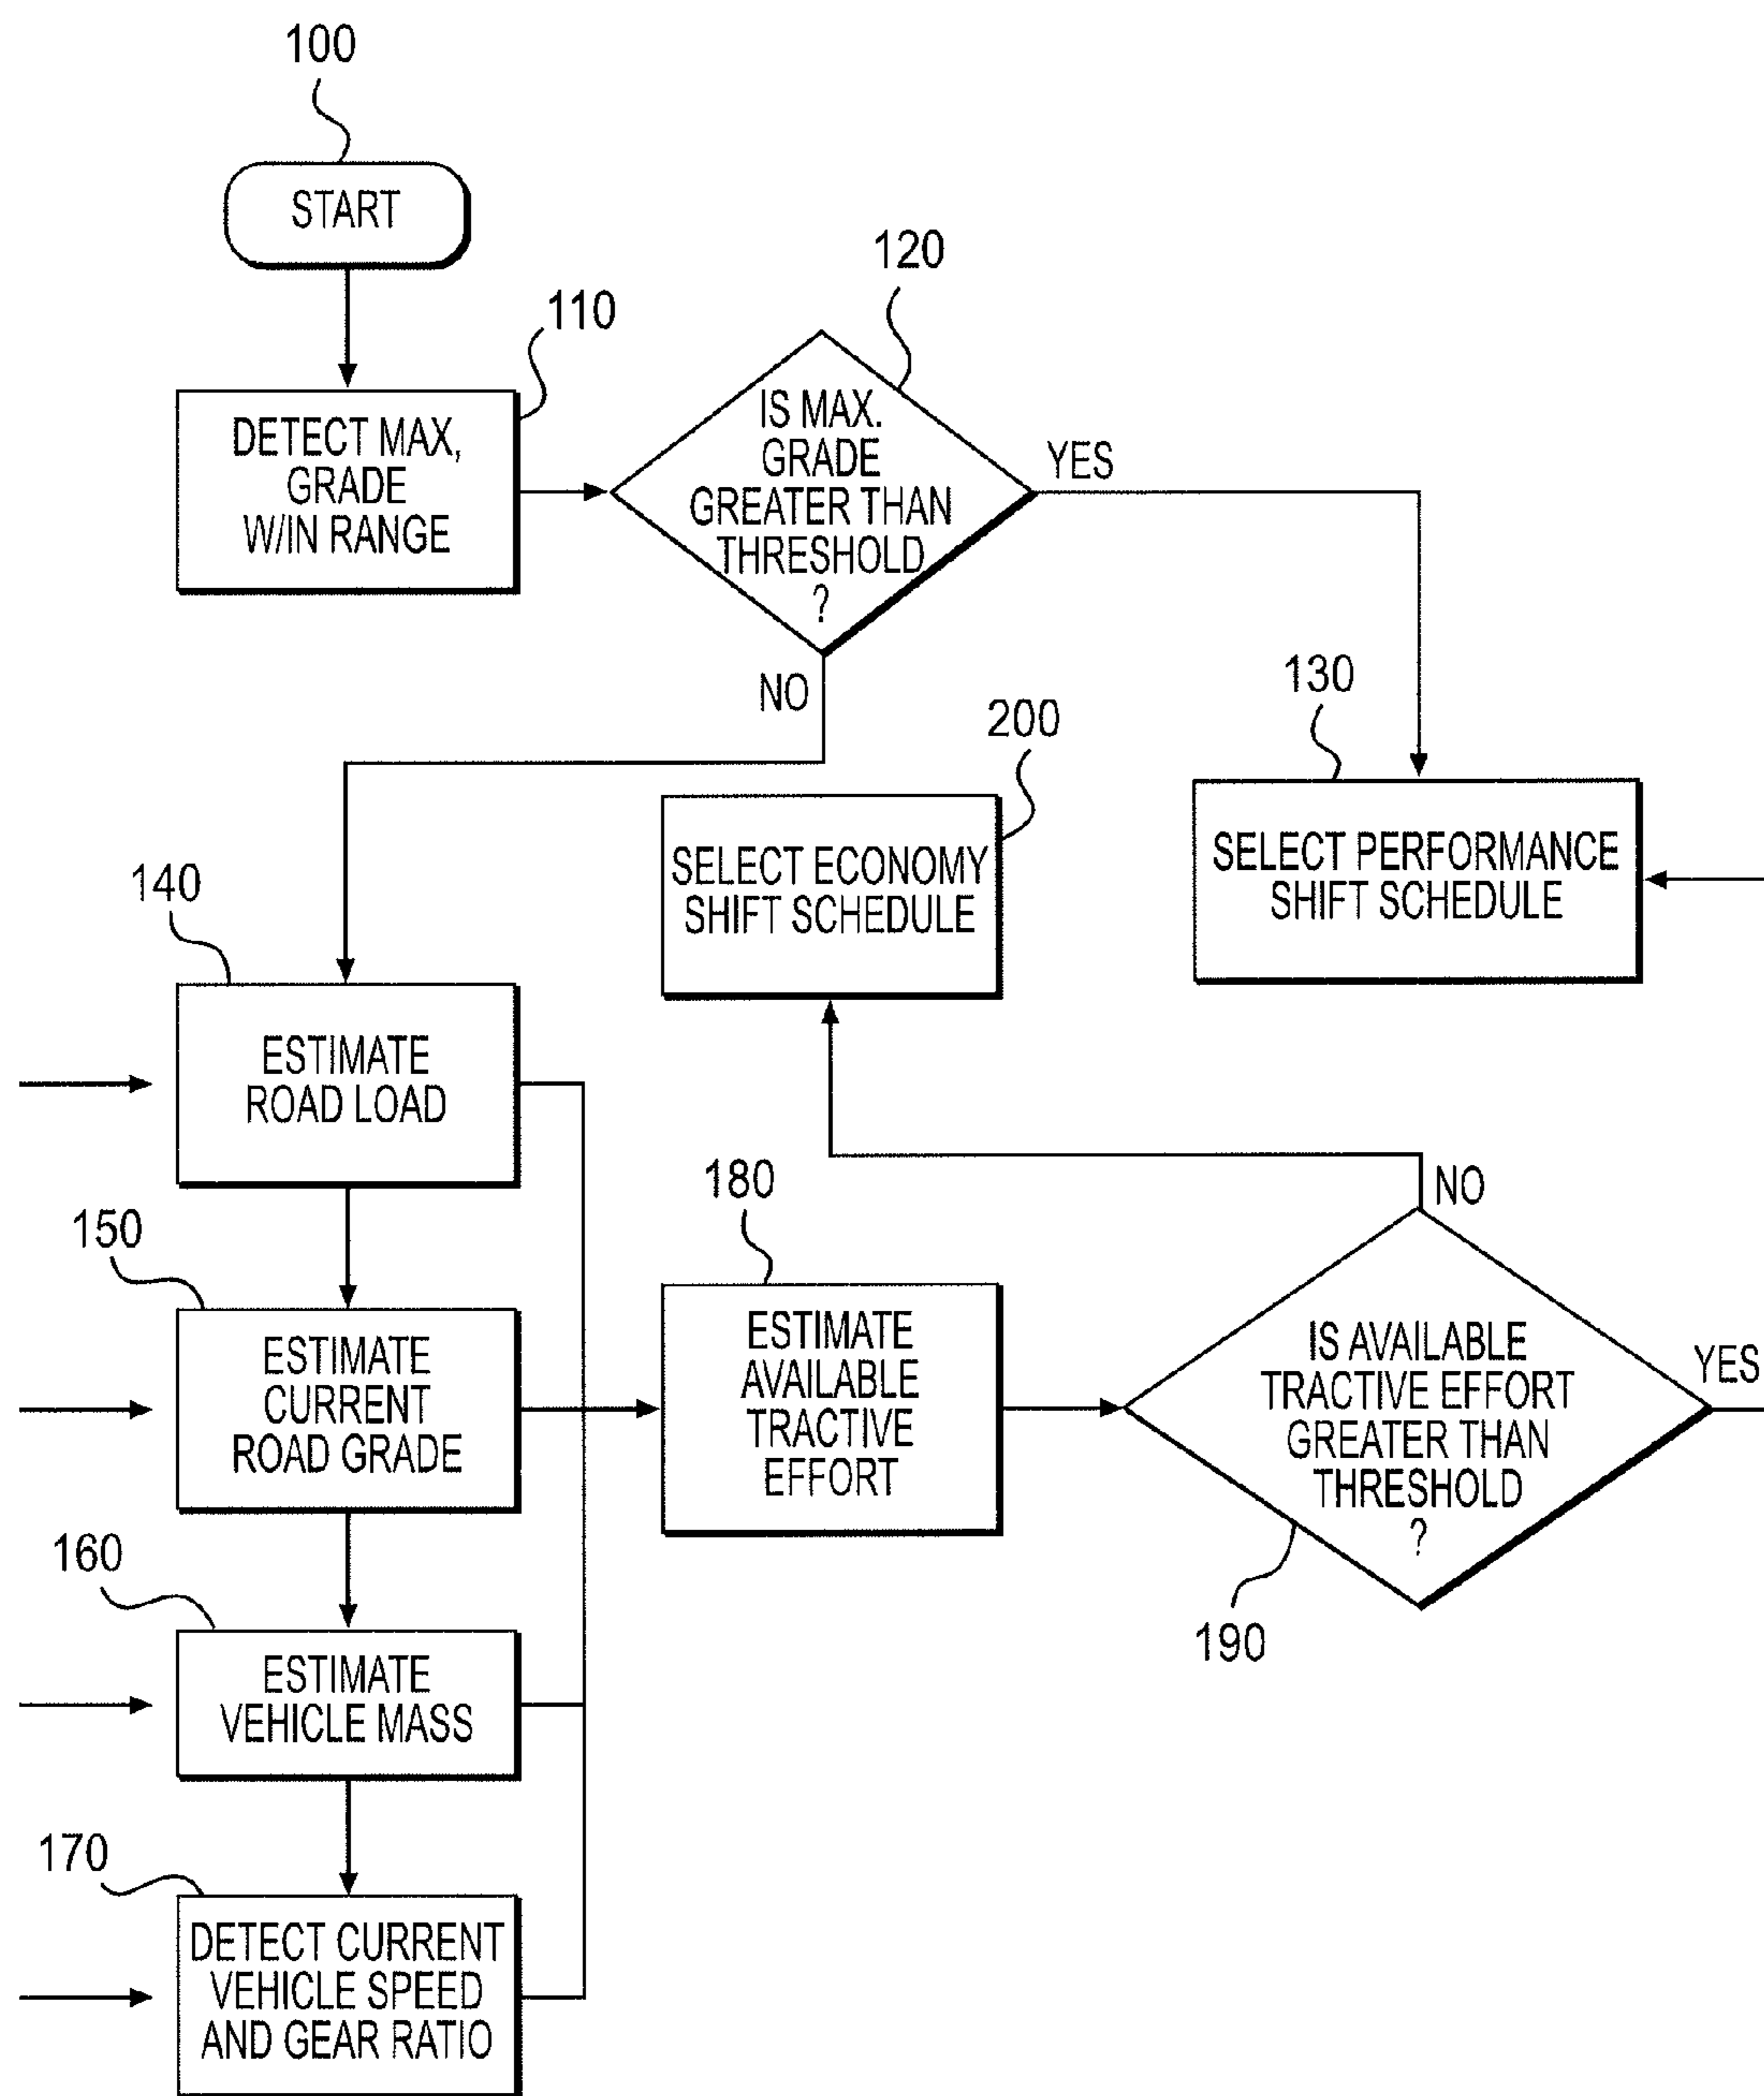 100
START
110
DETECT MAX,
GRADE
W/IN RANGE
120
IS MAX.
GRADE
GREATER THAN
THRESHOLD
?
YES
NO
130
SELECT PERFORMANCE
SHIFT SCHEDULE
200
SELECT ECONOMY
SHIFT SCHEDULE
140
ESTIMATE
ROAD LOAD
150
ESTIMATE
CURRENT
ROAD GRADE
160
ESTIMATE
VEHICLE MASS
170
DETECT CURRENT
VEHICLE SPEED
AND GEAR RATIO
180
ESTIMATE
AVAILABLE
TRACTIVE
EFFORT
NO
IS AVAILABLE
TRACTIVE EFFORT
GREATER THAN
THRESHOLD
?
YES
190